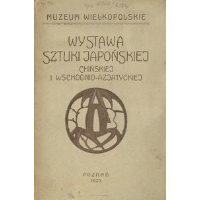 MUZEUM WIELKOPOLSKIE
WYSTAWA
SZTUKI JAPOŃSKIEJ
CHIŃSKIEJ
I WSCHODNIO-AZJATYCKIEJ
POZNAŃ